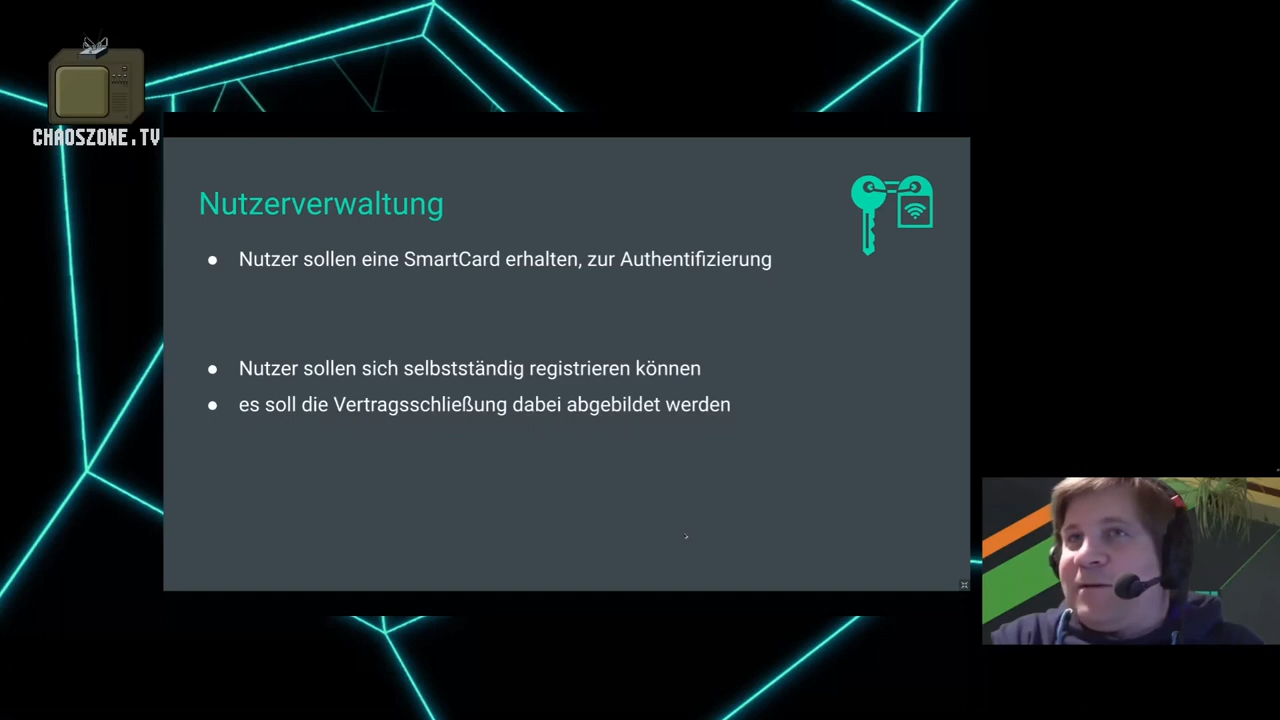 CHAOSZONE.TV
Nutzerverwaltung
● Nutzer sollen eine SmartCard erhalten, zur Authentifizierung
● Nutzer sollen sich selbstständig registrieren können
● es soll die Vertragsschließung dabei abgebildet werden